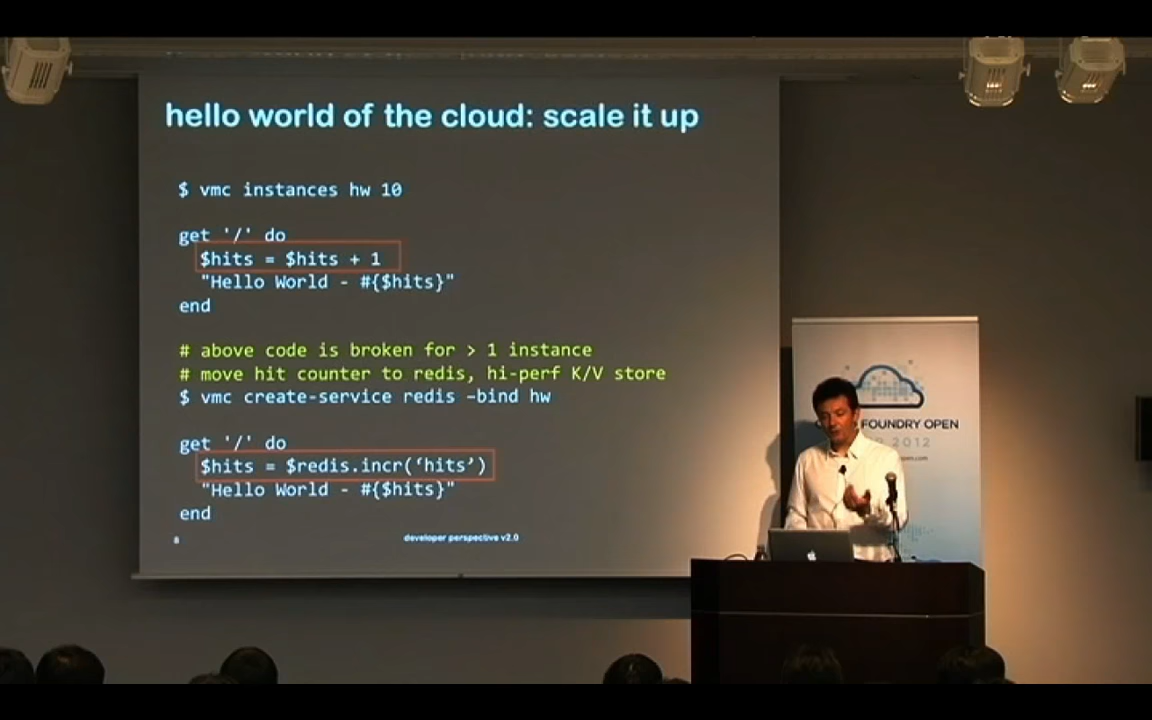 hello world of the cloud: scale it up
$ vmc instances hw 10
get '/' do
$hits = $hits + 1
"Hello World - #{$hits}"
end
# above code is broken for > 1 instance
# move hit counter to redis, hi-perf K/V store
$ vmc create-service redis –bind hw
get '/' do
$hits = $redis.incr(‘hits’)
"Hello World - #{$hits}"
end
8
developer perspective v2.0
FOUNDRY OPEN
2012